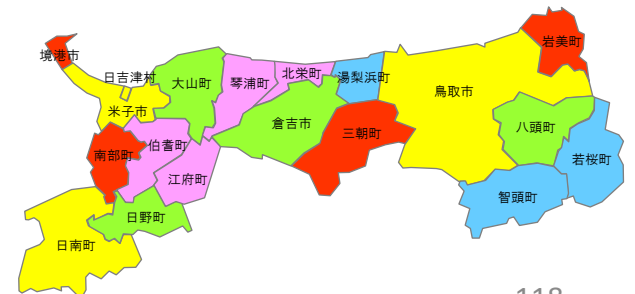 岩美町
境港市
日吉津村
大山町
琴浦町
北栄町
湯梨浜町
鳥取市
米子市
倉吉市
三朝町
八頭町
南部町
伯耆町
若桜町
江府町
智頭町
日野町
日南町
118